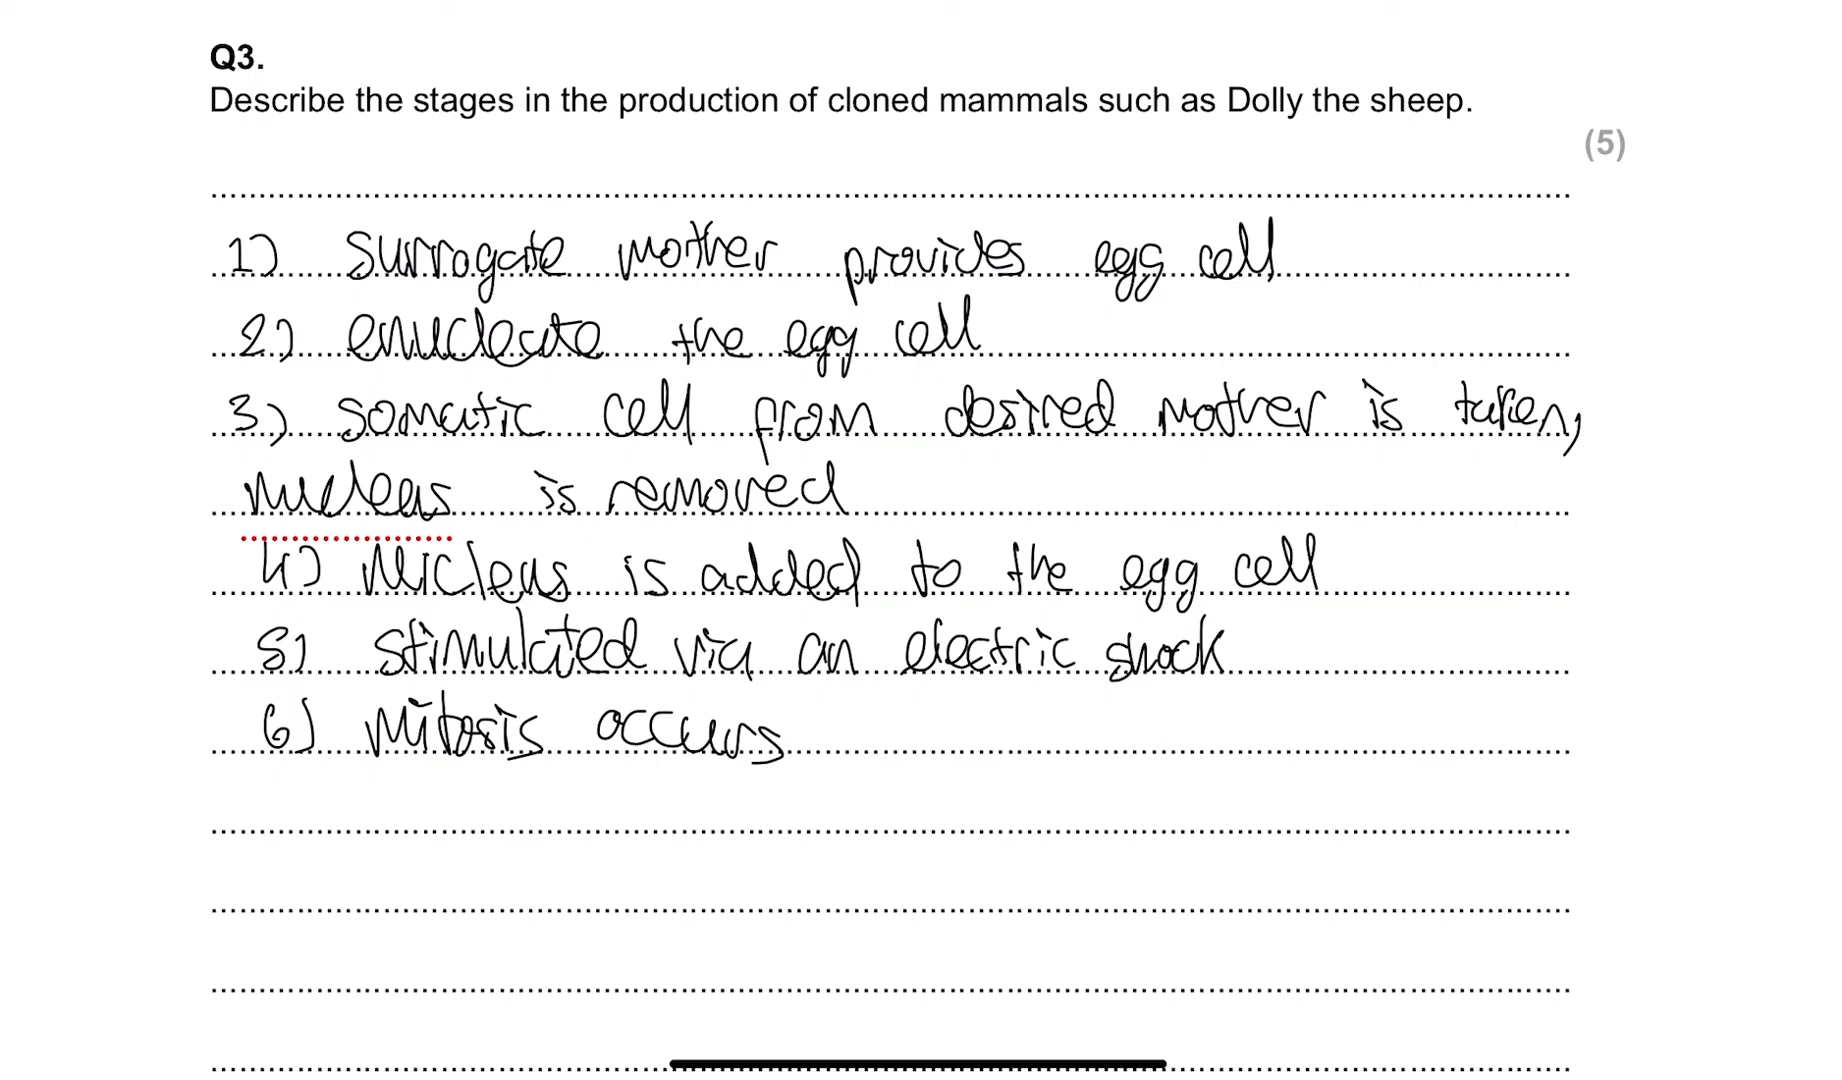 Q3.
Describe the stages in the production of cloned mammals such as Dolly the sheep.
(5)
1) surrogate mother provides egg cell
2) enucleate the egg cell
3) somatic cell from desired mother is taken,
nucleas is removed
4) Nucleus is added to the egg cell
5) stimulated via an electric shock
6) mitosis occurs